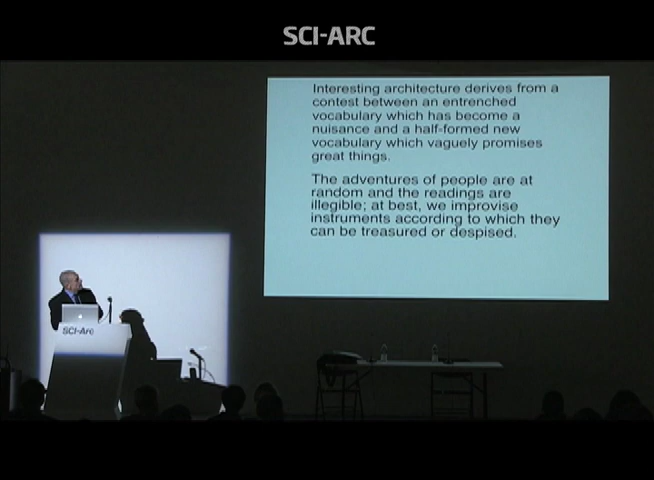 SCI-ARC
Interesting architecture derives from a
contest between an entrenched
vocabulary which has become a
nuisance and a half-formed new
vocabulary which vaguely promises
great things.
The adventures of people are at
random and the readings are
illegible; at best, we improvise
instruments according to which they
can be treasured or despised.
SCI-Arc